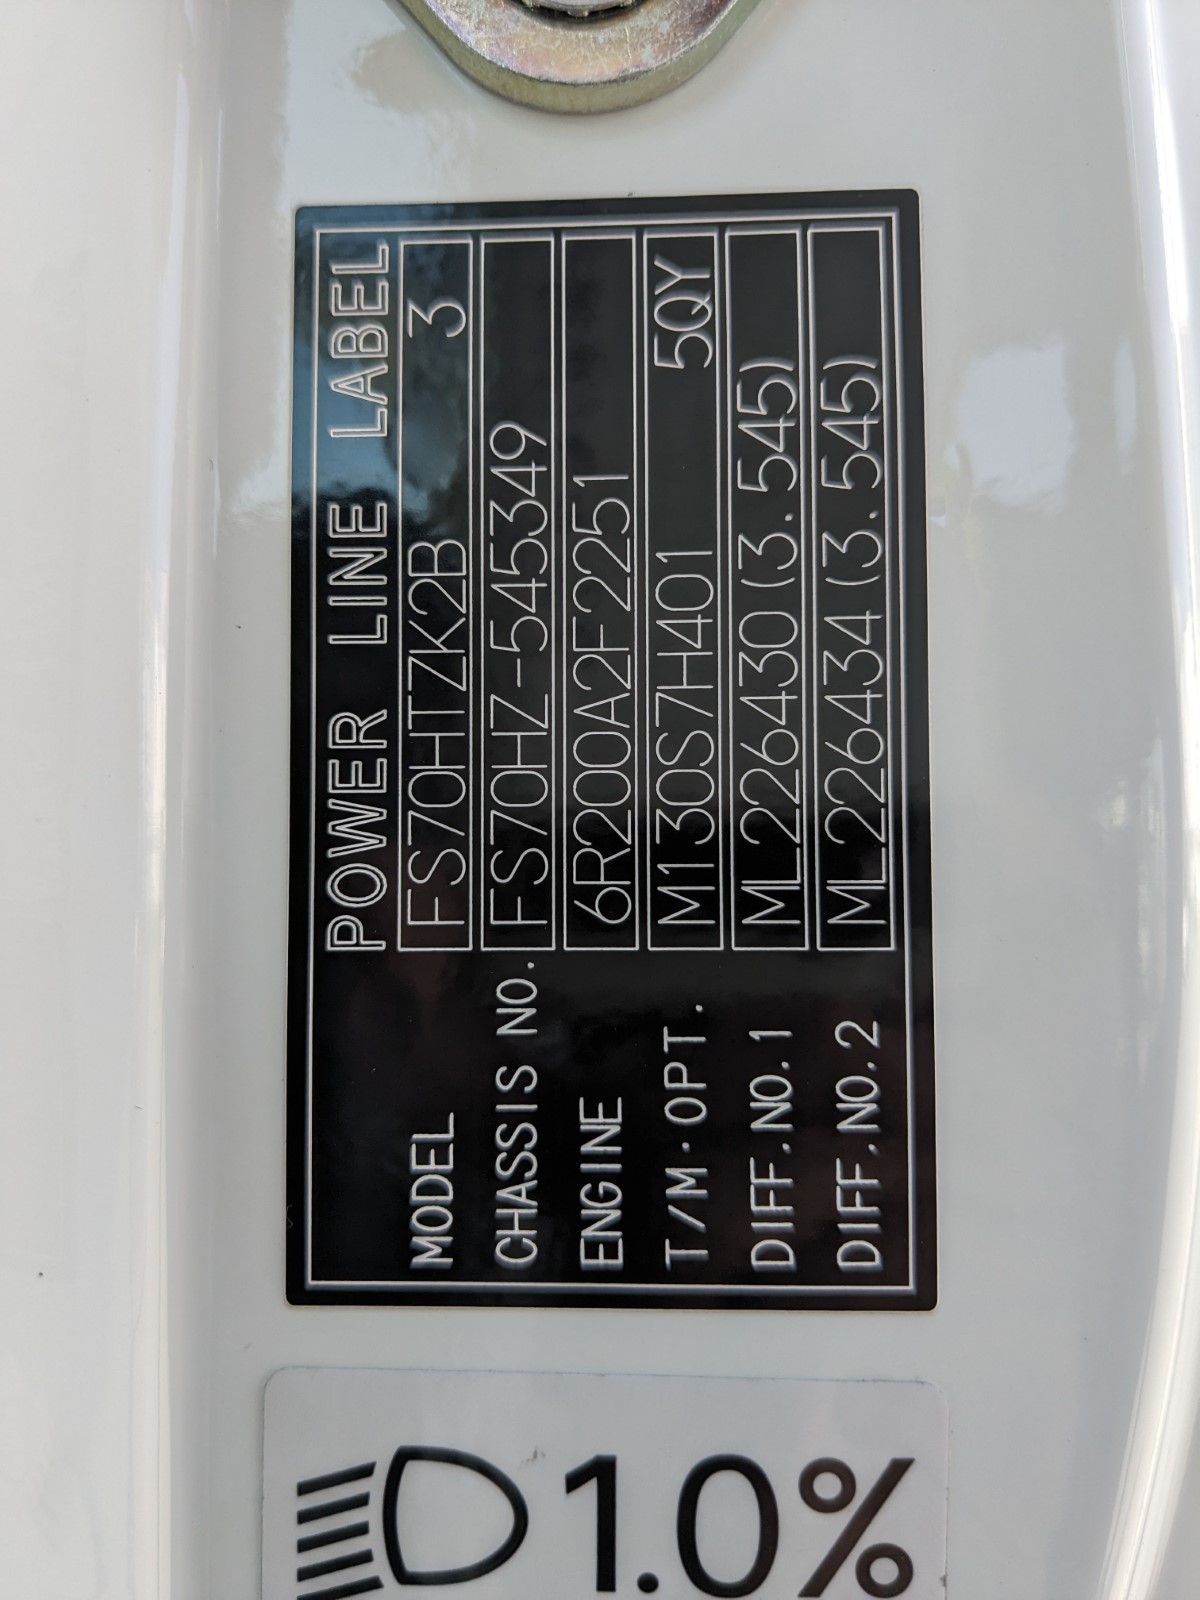 POWER LINE LABEL
MODEL FS70HTZK2B 3
CHASSIS NO. FS70HZ-545349
ENGINE 6R200A2F2251
T/M·OPT. M130S7H401 5QY
DIFF.NO.1 ML226430 (3.545)
DIFF.NO.2 ML226434 (3.545)
1.0%